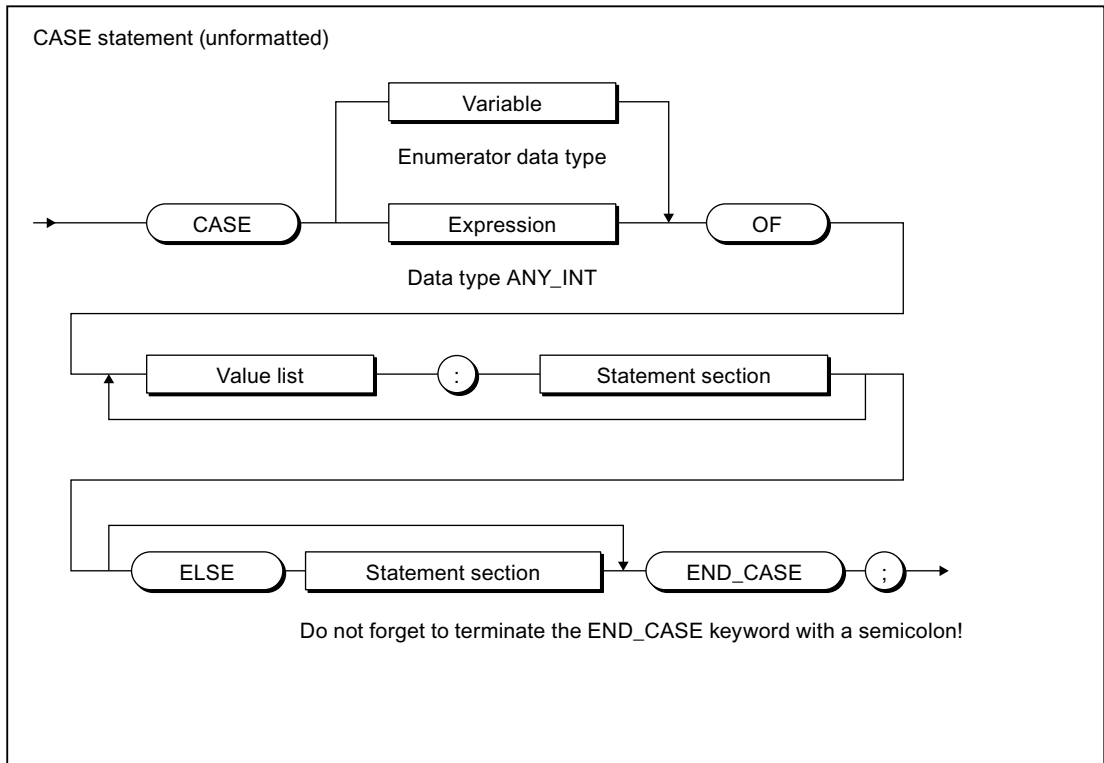 CASE statement (unformatted)
Variable
Enumerator data type
CASE
Expression
OF
Data type ANY_INT
Value list
:
Statement section
ELSE
Statement section
END_CASE
;
Do not forget to terminate the END_CASE keyword with a semicolon!